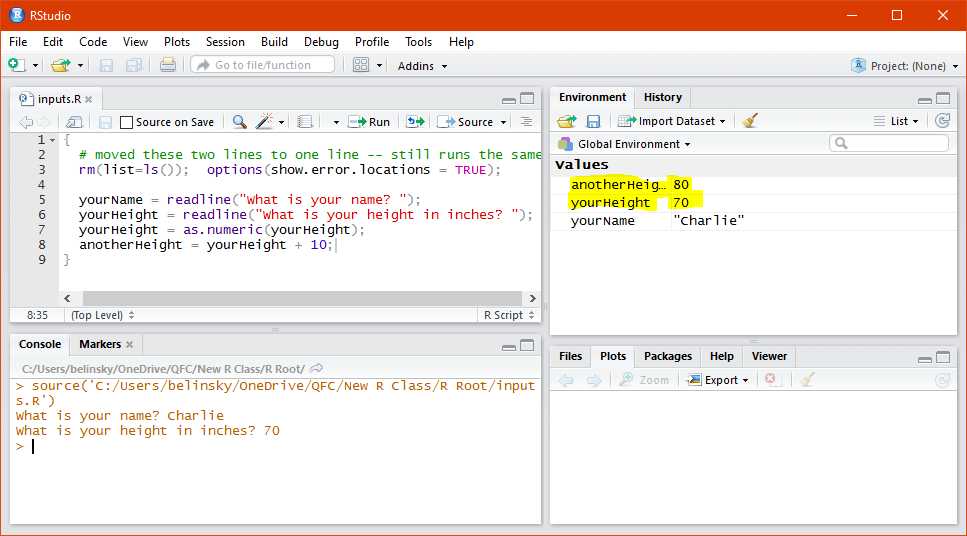 RStudio
File Edit Code View Plots Session Build Debug Profile Tools Help
Go to file/function Addins Project: (None)
inputs.R
Source on Save Run Source
1 {
2 # moved these two lines to one line -- still runs the same
3 rm(list=ls()); options(show.error.locations = TRUE);
4
5 yourName = readline("what is your name? ");
6 yourHeight = readline("what is your height in inches? ");
7 yourHeight = as.numeric(yourHeight);
8 anotherHeight = yourHeight + 10;
9 }
8:35 (Top Level) R Script
Console Markers
C:/Users/belinsky/OneDrive/QFC/New R Class/R Root/
> source('C:/Users/belinsky/OneDrive/QFC/New R Class/R Root/input
s.R')
What is your name? Charlie
What is your height in inches? 70
>
Environment History
Import Dataset List
Global Environment
Values
anotherHeig… 80
yourHeight 70
yourName "Charlie"
Files Plots Packages Help Viewer
Zoom Export